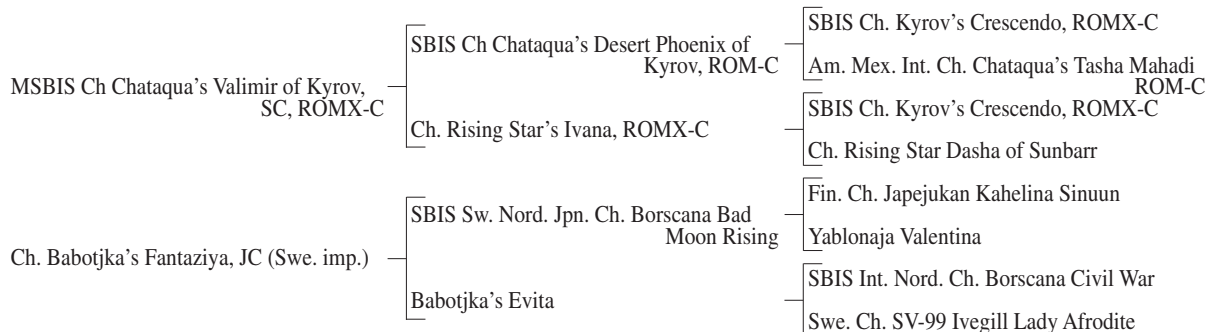 SBIS Ch. Kyrov’s Crescendo, ROMX-C
SBIS Ch Chataqua’s Desert Phoenix of
Kyrov, ROM-C
Am. Mex. Int. Ch. Chataqua’s Tasha Mahadi
ROM-C
MSBIS Ch Chataqua’s Valimir of Kyrov,
SC, ROMX-C
SBIS Ch. Kyrov’s Crescendo, ROMX-C
Ch. Rising Star’s Ivana, ROMX-C
Ch. Rising Star Dasha of Sunbarr
Fin. Ch. Japejukan Kahelina Sinuun
SBIS Sw. Nord. Jpn. Ch. Borscana Bad
Moon Rising
Yablonaja Valentina
Ch. Babotjka’s Fantaziya, JC (Swe. imp.)
SBIS Int. Nord. Ch. Borscana Civil War
Babotjka’s Evita
Swe. Ch. SV-99 Ivegill Lady Afrodite